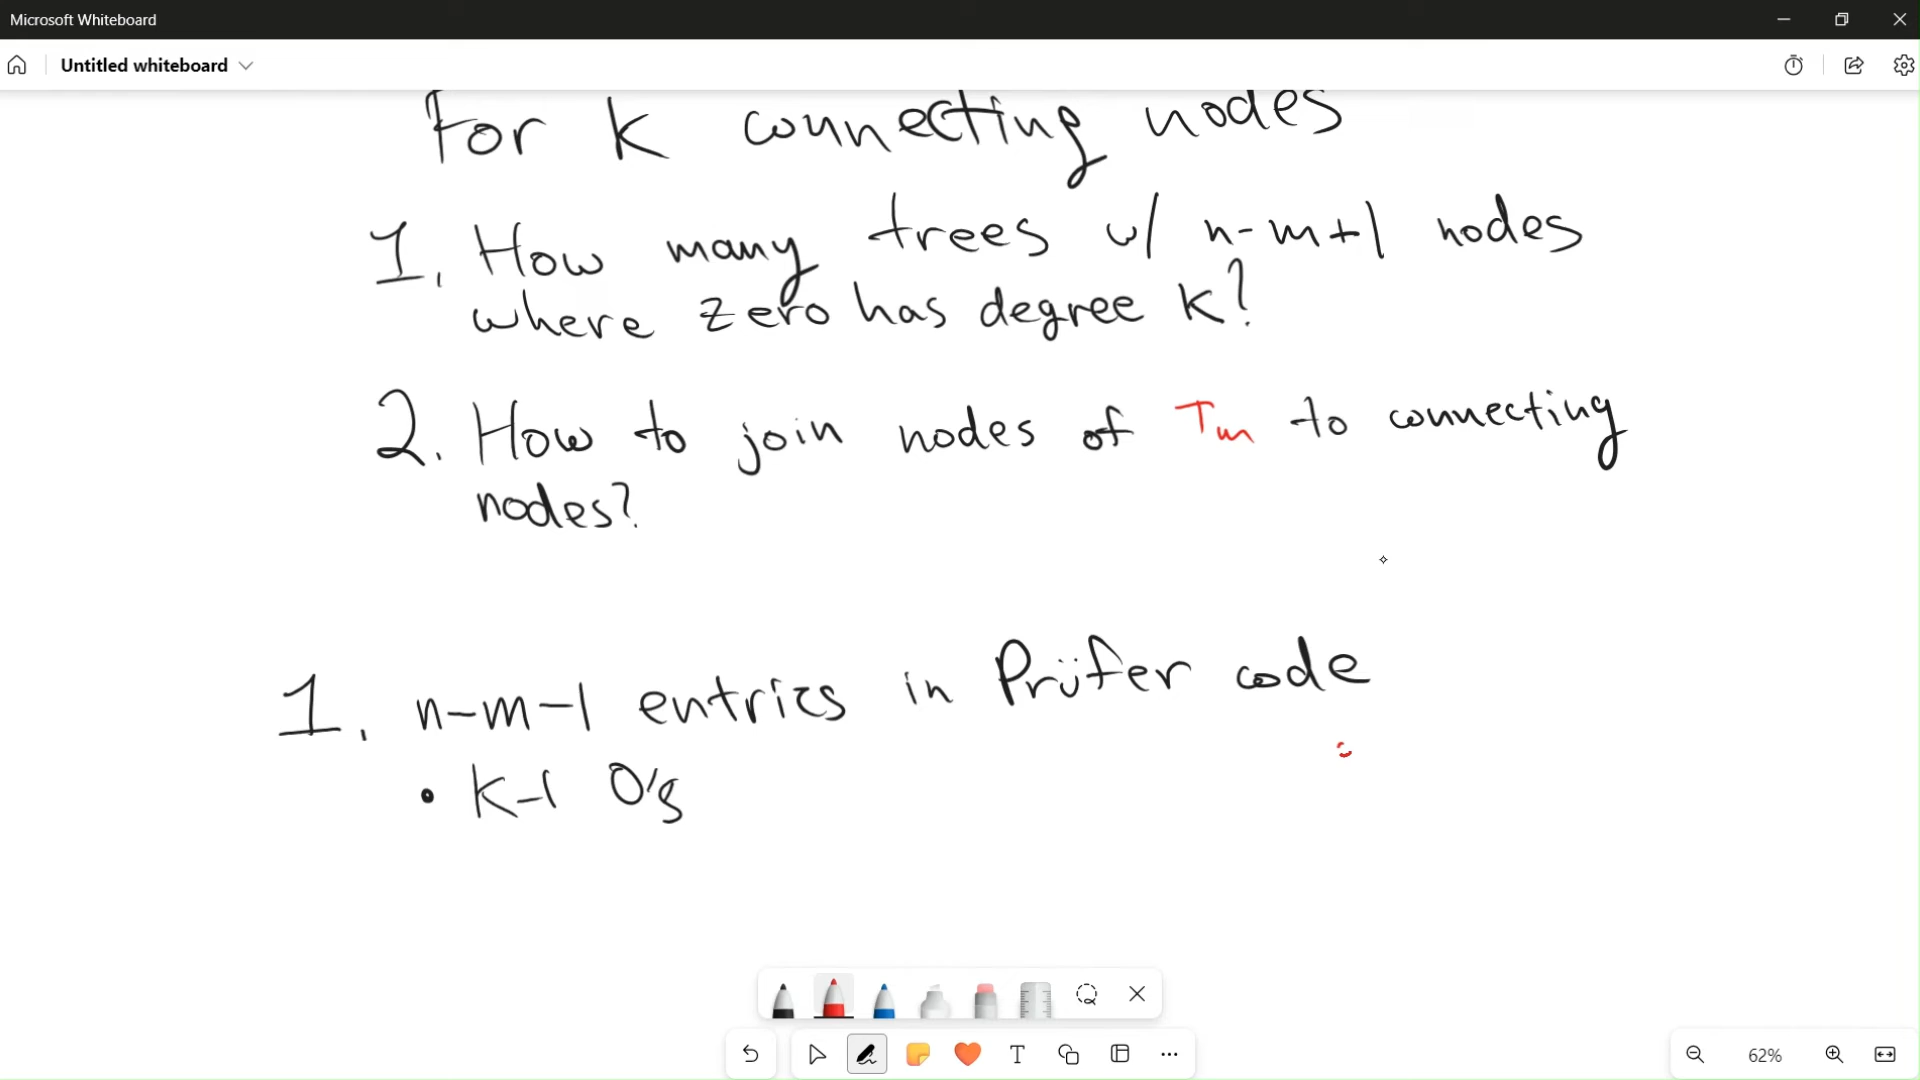 Microsoft Whiteboard
Untitled whiteboard
For k connecting nodes
1. How many trees w/ n-m+1 nodes
where zero has degree k?
2. How to join nodes of Tm to connecting
nodes?
1. n-m-1 entries in Prüfer code
• k-1 0's
62%